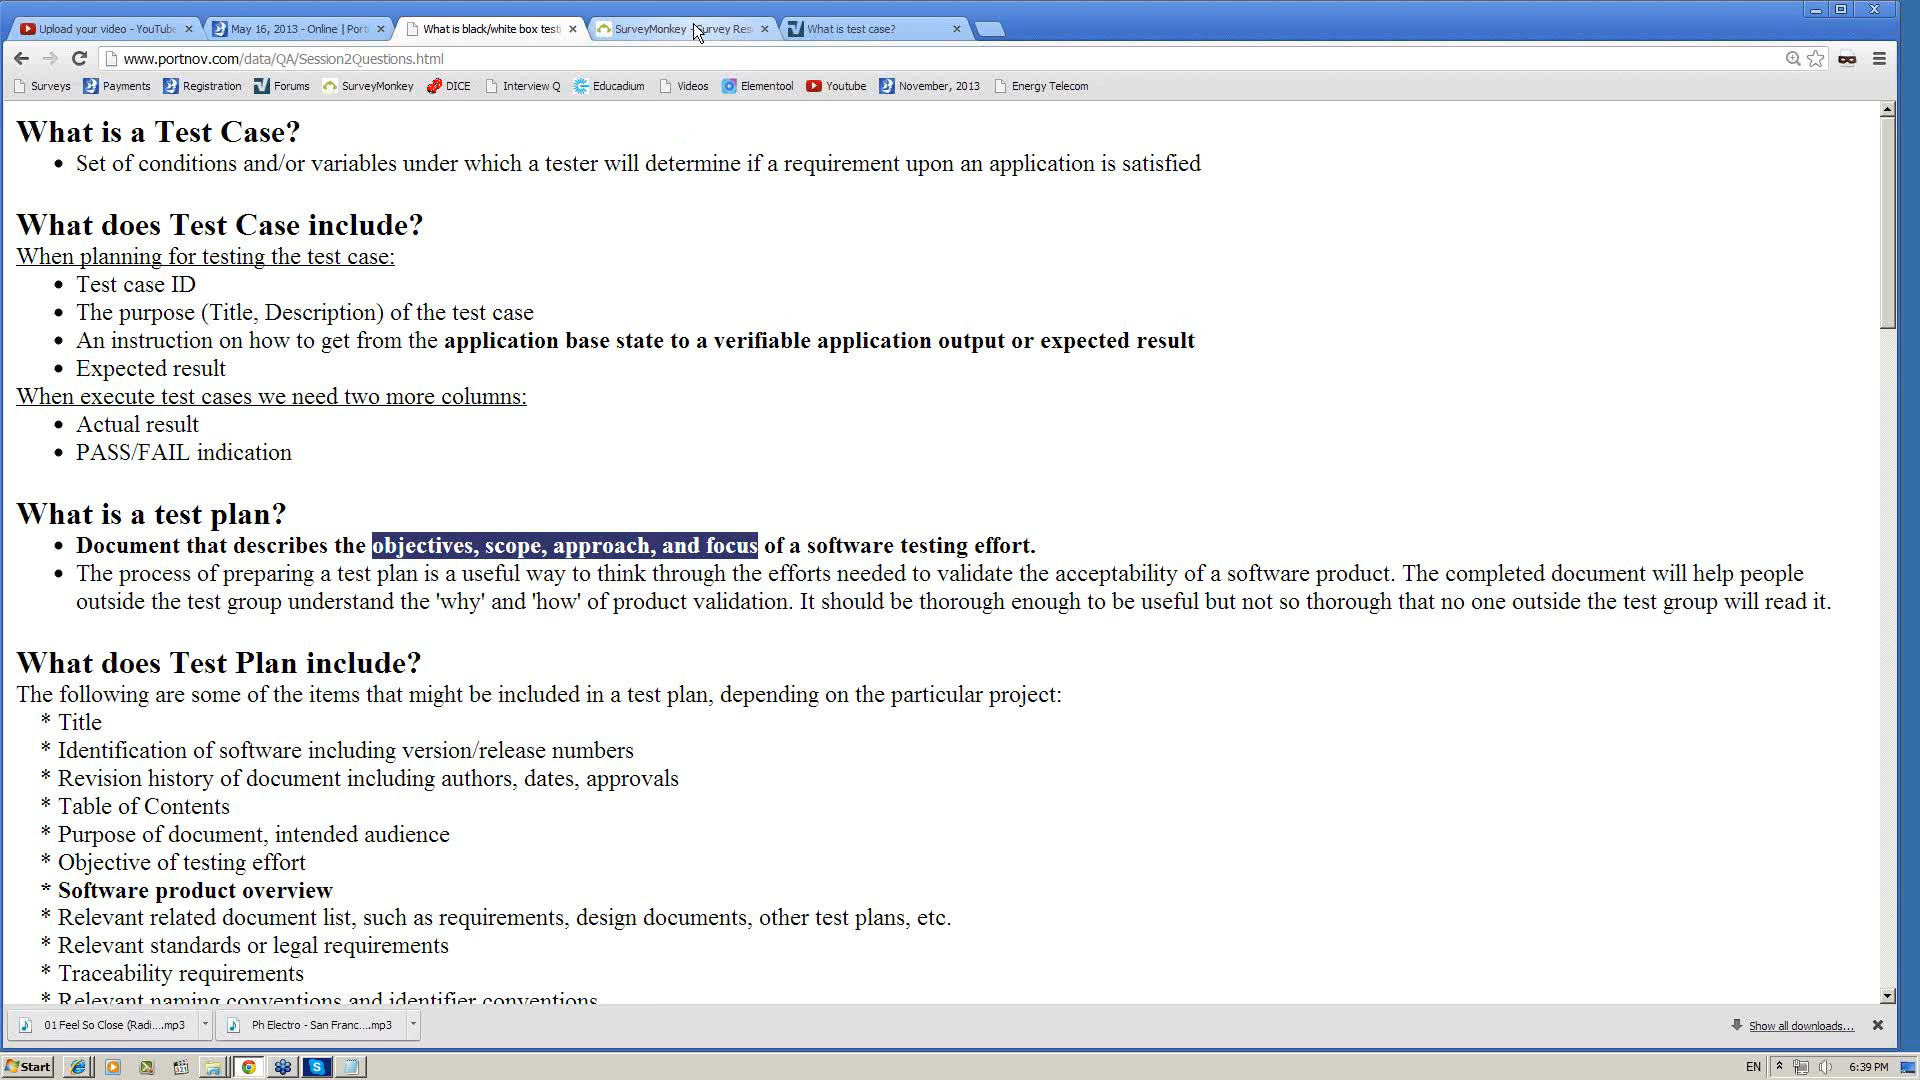 Upload your video - YouTube
May 16, 2013 - Online | Port
What is black/white box testi
SurveyMonkey - Survey Res
What is test case?
www.portnov.com/data/QA/Session2Questions.html
Surveys Payments Registration Forums SurveyMonkey DICE Interview Q Educadium Videos Elementool Youtube November, 2013 Energy Telecom
What is a Test Case?
• Set of conditions and/or variables under which a tester will determine if a requirement upon an application is satisfied
What does Test Case include?
When planning for testing the test case:
• Test case ID
• The purpose (Title, Description) of the test case
• An instruction on how to get from the application base state to a verifiable application output or expected result
• Expected result
When execute test cases we need two more columns:
• Actual result
• PASS/FAIL indication
What is a test plan?
• Document that describes the objectives, scope, approach, and focus of a software testing effort.
• The process of preparing a test plan is a useful way to think through the efforts needed to validate the acceptability of a software product. The completed document will help people
outside the test group understand the 'why' and 'how' of product validation. It should be thorough enough to be useful but not so thorough that no one outside the test group will read it.
What does Test Plan include?
The following are some of the items that might be included in a test plan, depending on the particular project:
* Title
* Identification of software including version/release numbers
* Revision history of document including authors, dates, approvals
* Table of Contents
* Purpose of document, intended audience
* Objective of testing effort
* Software product overview
* Relevant related document list, such as requirements, design documents, other test plans, etc.
* Relevant standards or legal requirements
* Traceability requirements
* Relevant naming conventions and identifier conventions
01 Feel So Close (Radi....mp3
Ph Electro - San Franc....mp3
Show all downloads...
Start
EN
6:39 PM